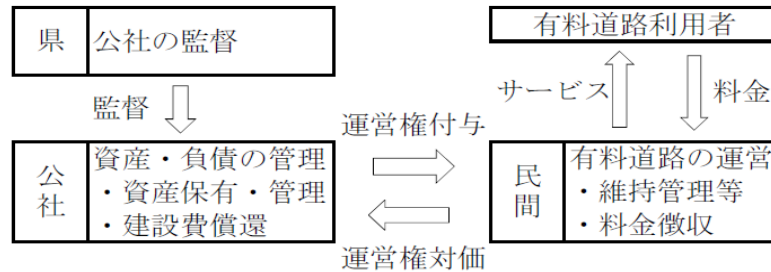 県
公社の監督
有料道路利用者
監督
サービス
料金
運営権付与
公社
資産・負債の管理
・資産保有・管理
・建設費償還
民間
有料道路の運営
・維持管理等
・料金徴収
運営権対価